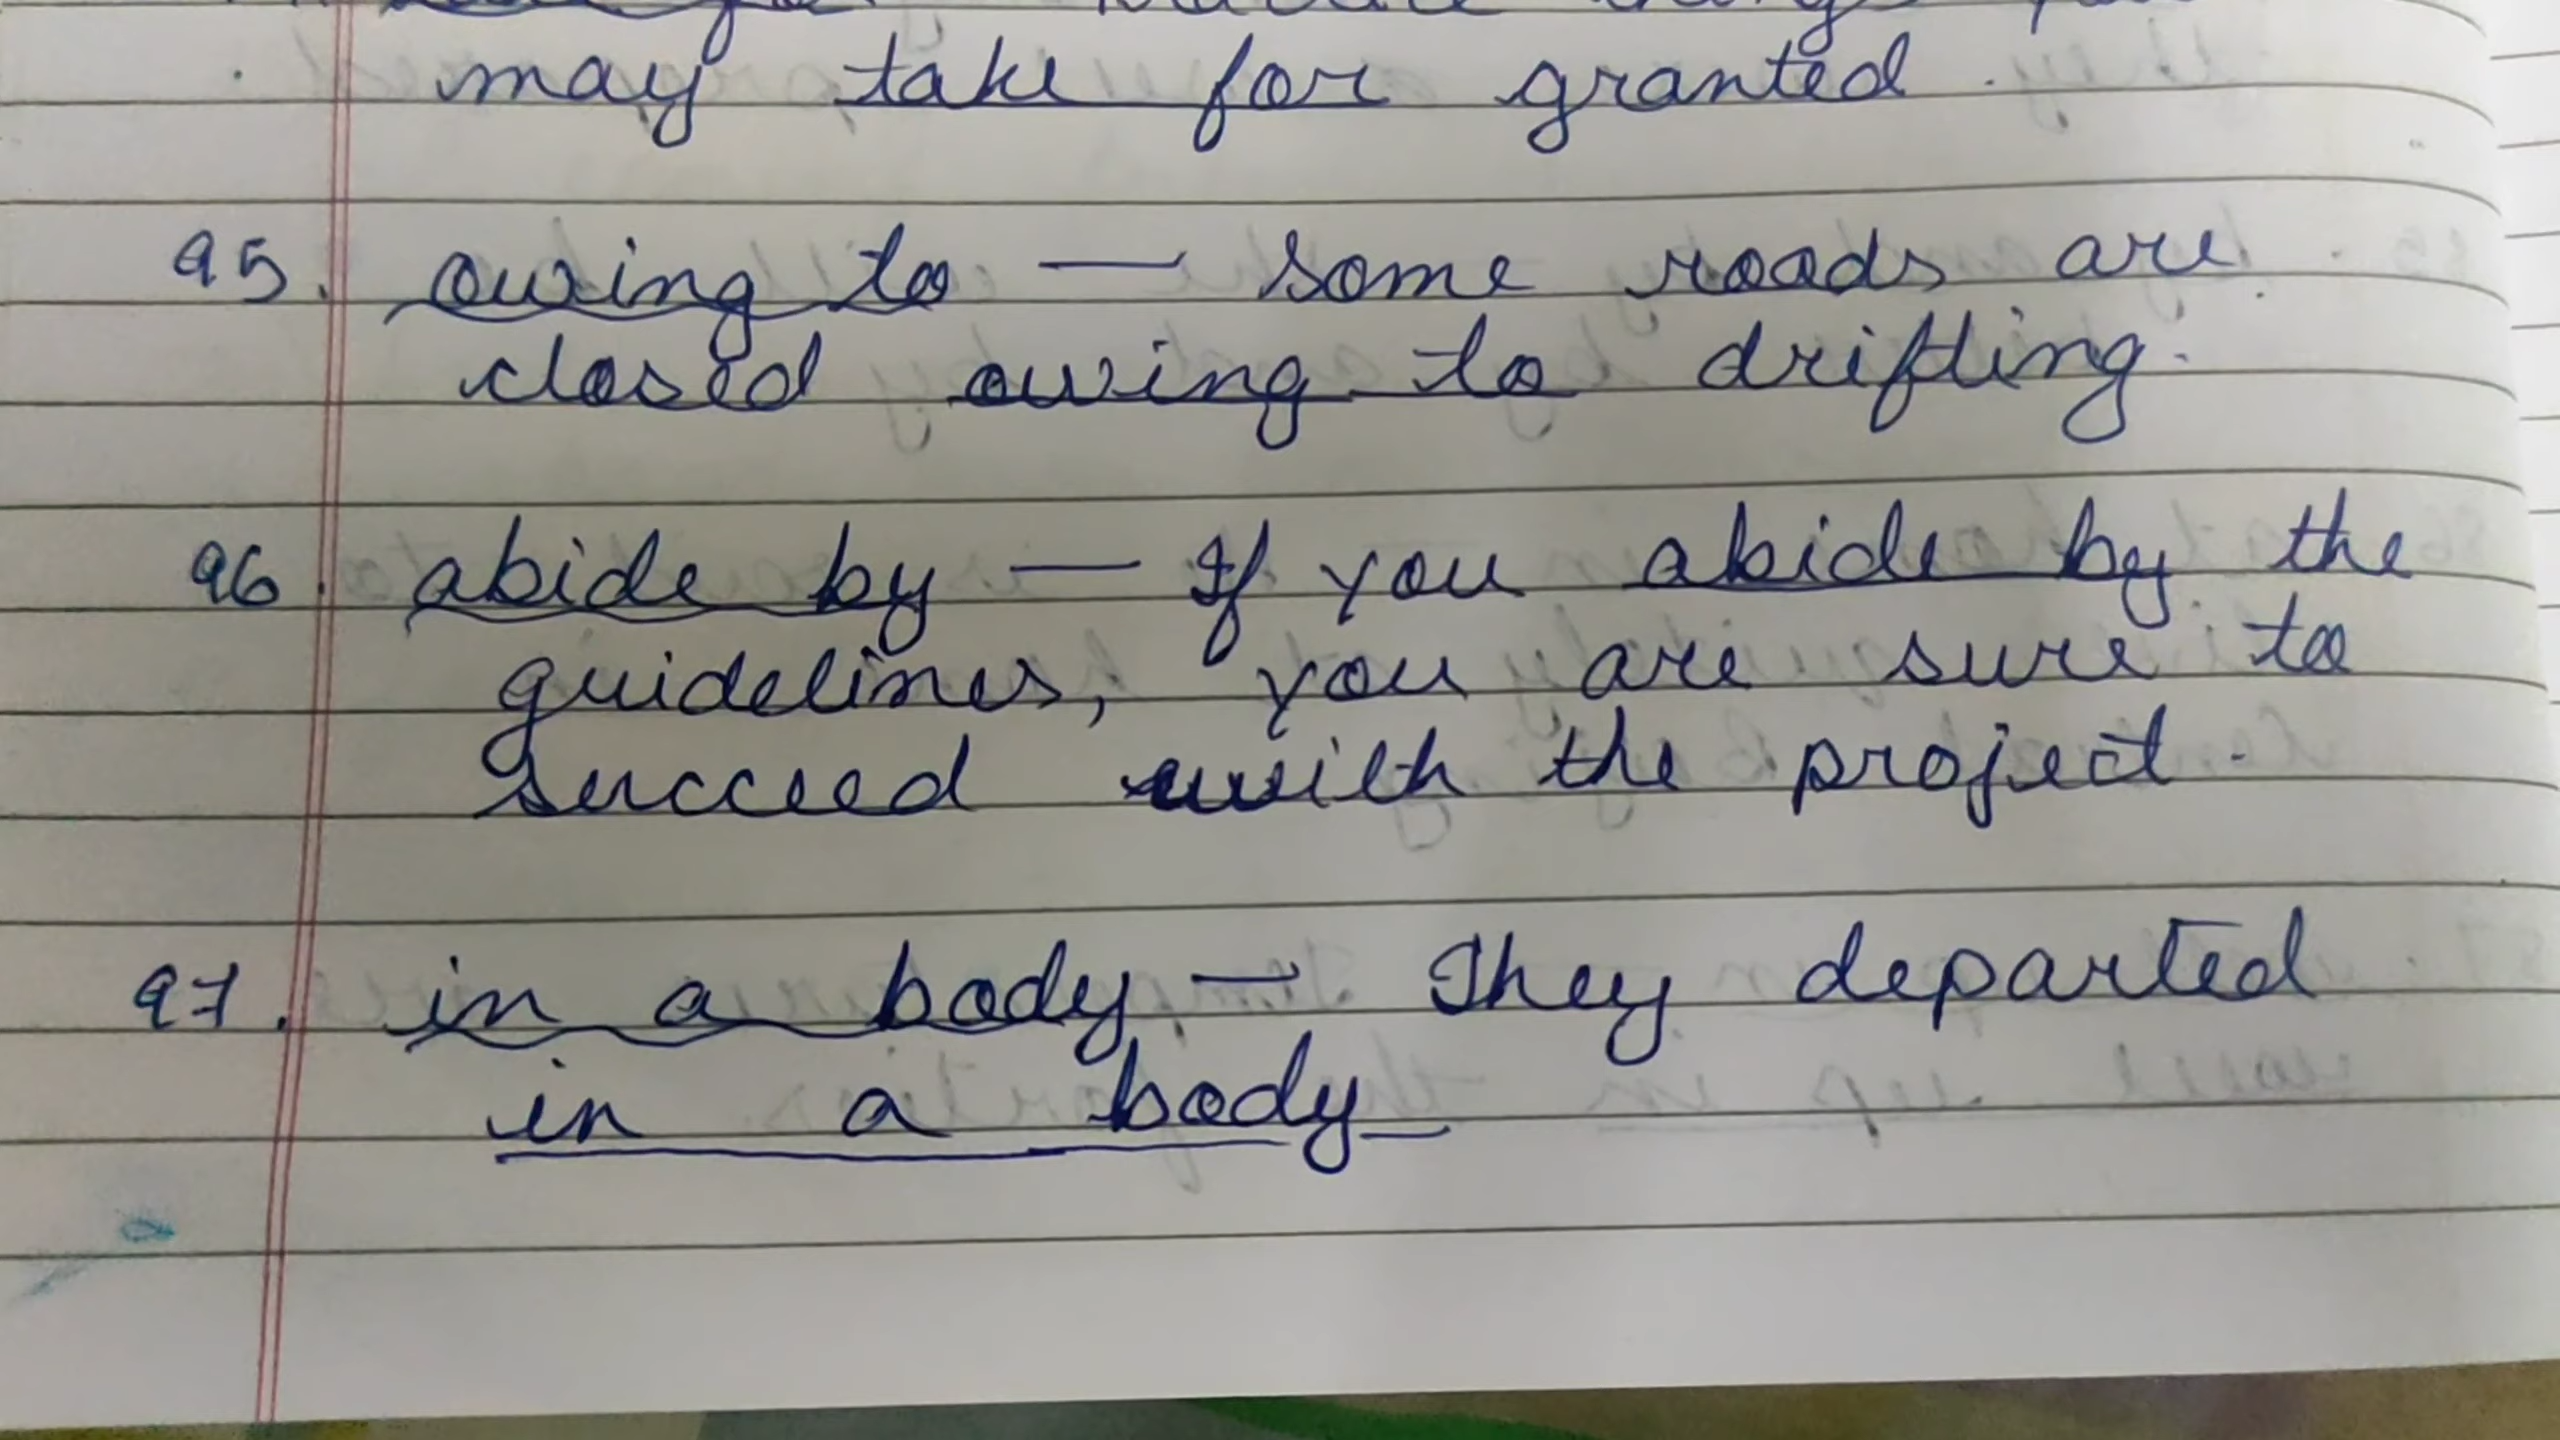 may take for granted.
95. owing to — some roads are
closed owing to drifting.
96. abide by — If you abide by the
guidelines, you are sure to
succeed with the project.
97. in a body — They departed
in a body